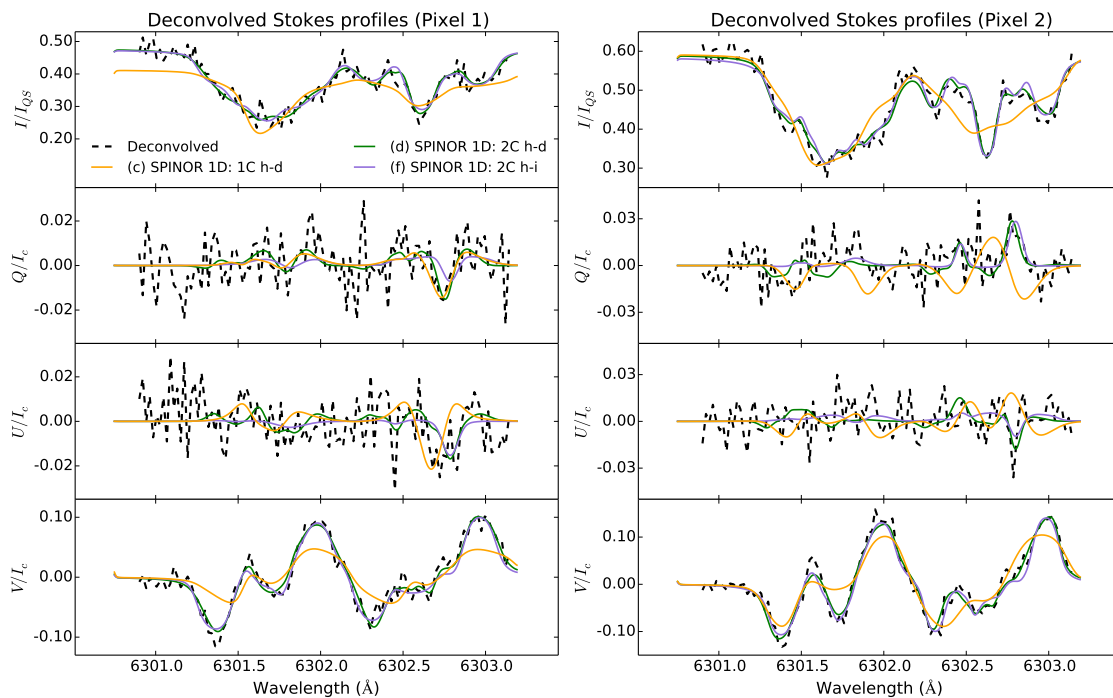 Deconvolved Stokes profiles (Pixel 1)
0.50
0.40
0.30
0.20
I/I_QS
Deconvolved
(c) SPINOR 1D: 1C h-d
(d) SPINOR 1D: 2C h-d
(f) SPINOR 1D: 2C h-i
0.02
0.00
-0.02
Q/I_c
0.02
0.00
-0.02
U/I_c
0.10
0.00
-0.10
V/I_c
6301.0 6301.5 6302.0 6302.5 6303.0
Wavelength (Å)
Deconvolved Stokes profiles (Pixel 2)
0.60
0.50
0.40
0.30
I/I_QS
0.03
0.00
-0.03
Q/I_c
0.03
0.00
-0.03
U/I_c
0.10
0.00
-0.10
V/I_c
6301.0 6301.5 6302.0 6302.5 6303.0
Wavelength (Å)